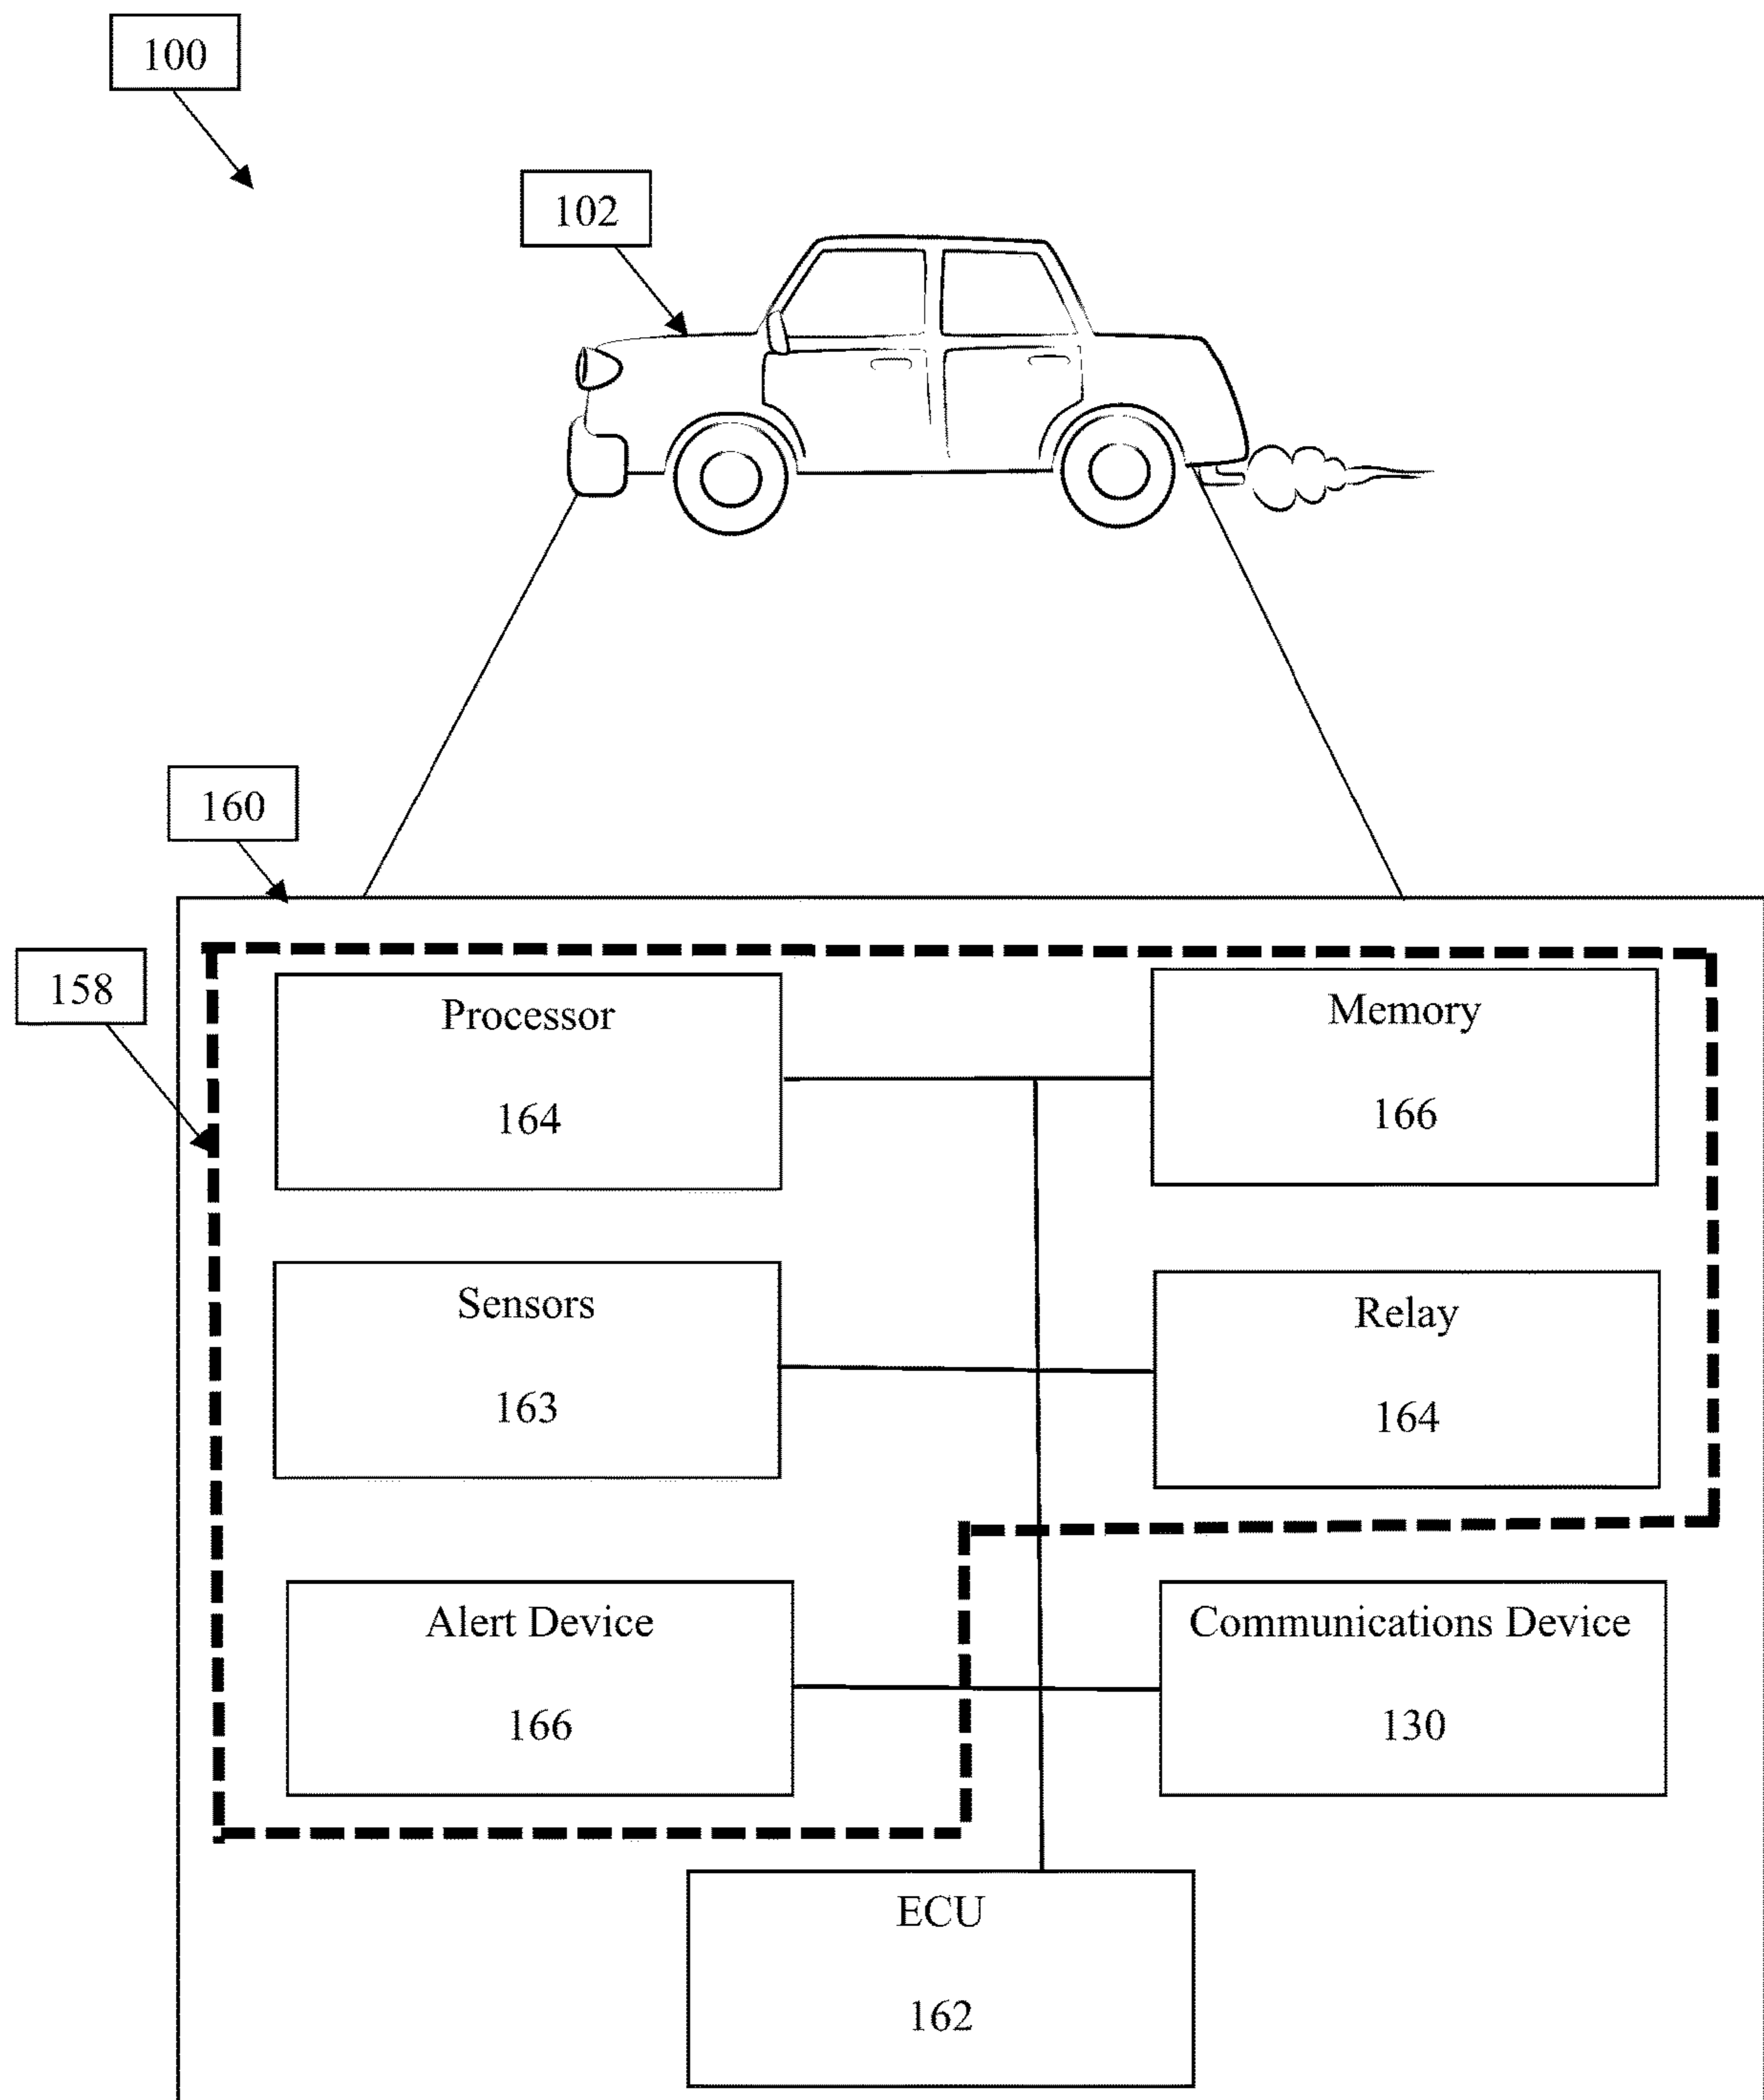 100
102
160
158
Processor
164
Memory
166
Sensors
163
Relay
164
Alert Device
166
Communications Device
130
ECU
162